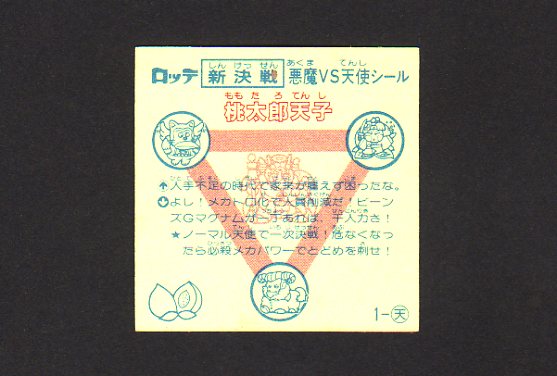 ロッテ 新決戦 悪魔VS天使シール
しんけっせん あくま てんし
ももたろてんし
桃太郎天子
↑人手不足の時代で家来が雇えず困ったな。
↓よし!メカトロ化で人員削減だ!ビーン
ズGマグナムが一丁あれば、千人力さ!
★ノーマル天使で一次決戦!危なくなっ
たら必殺メカパワーでとどめを刺せ!
1-天